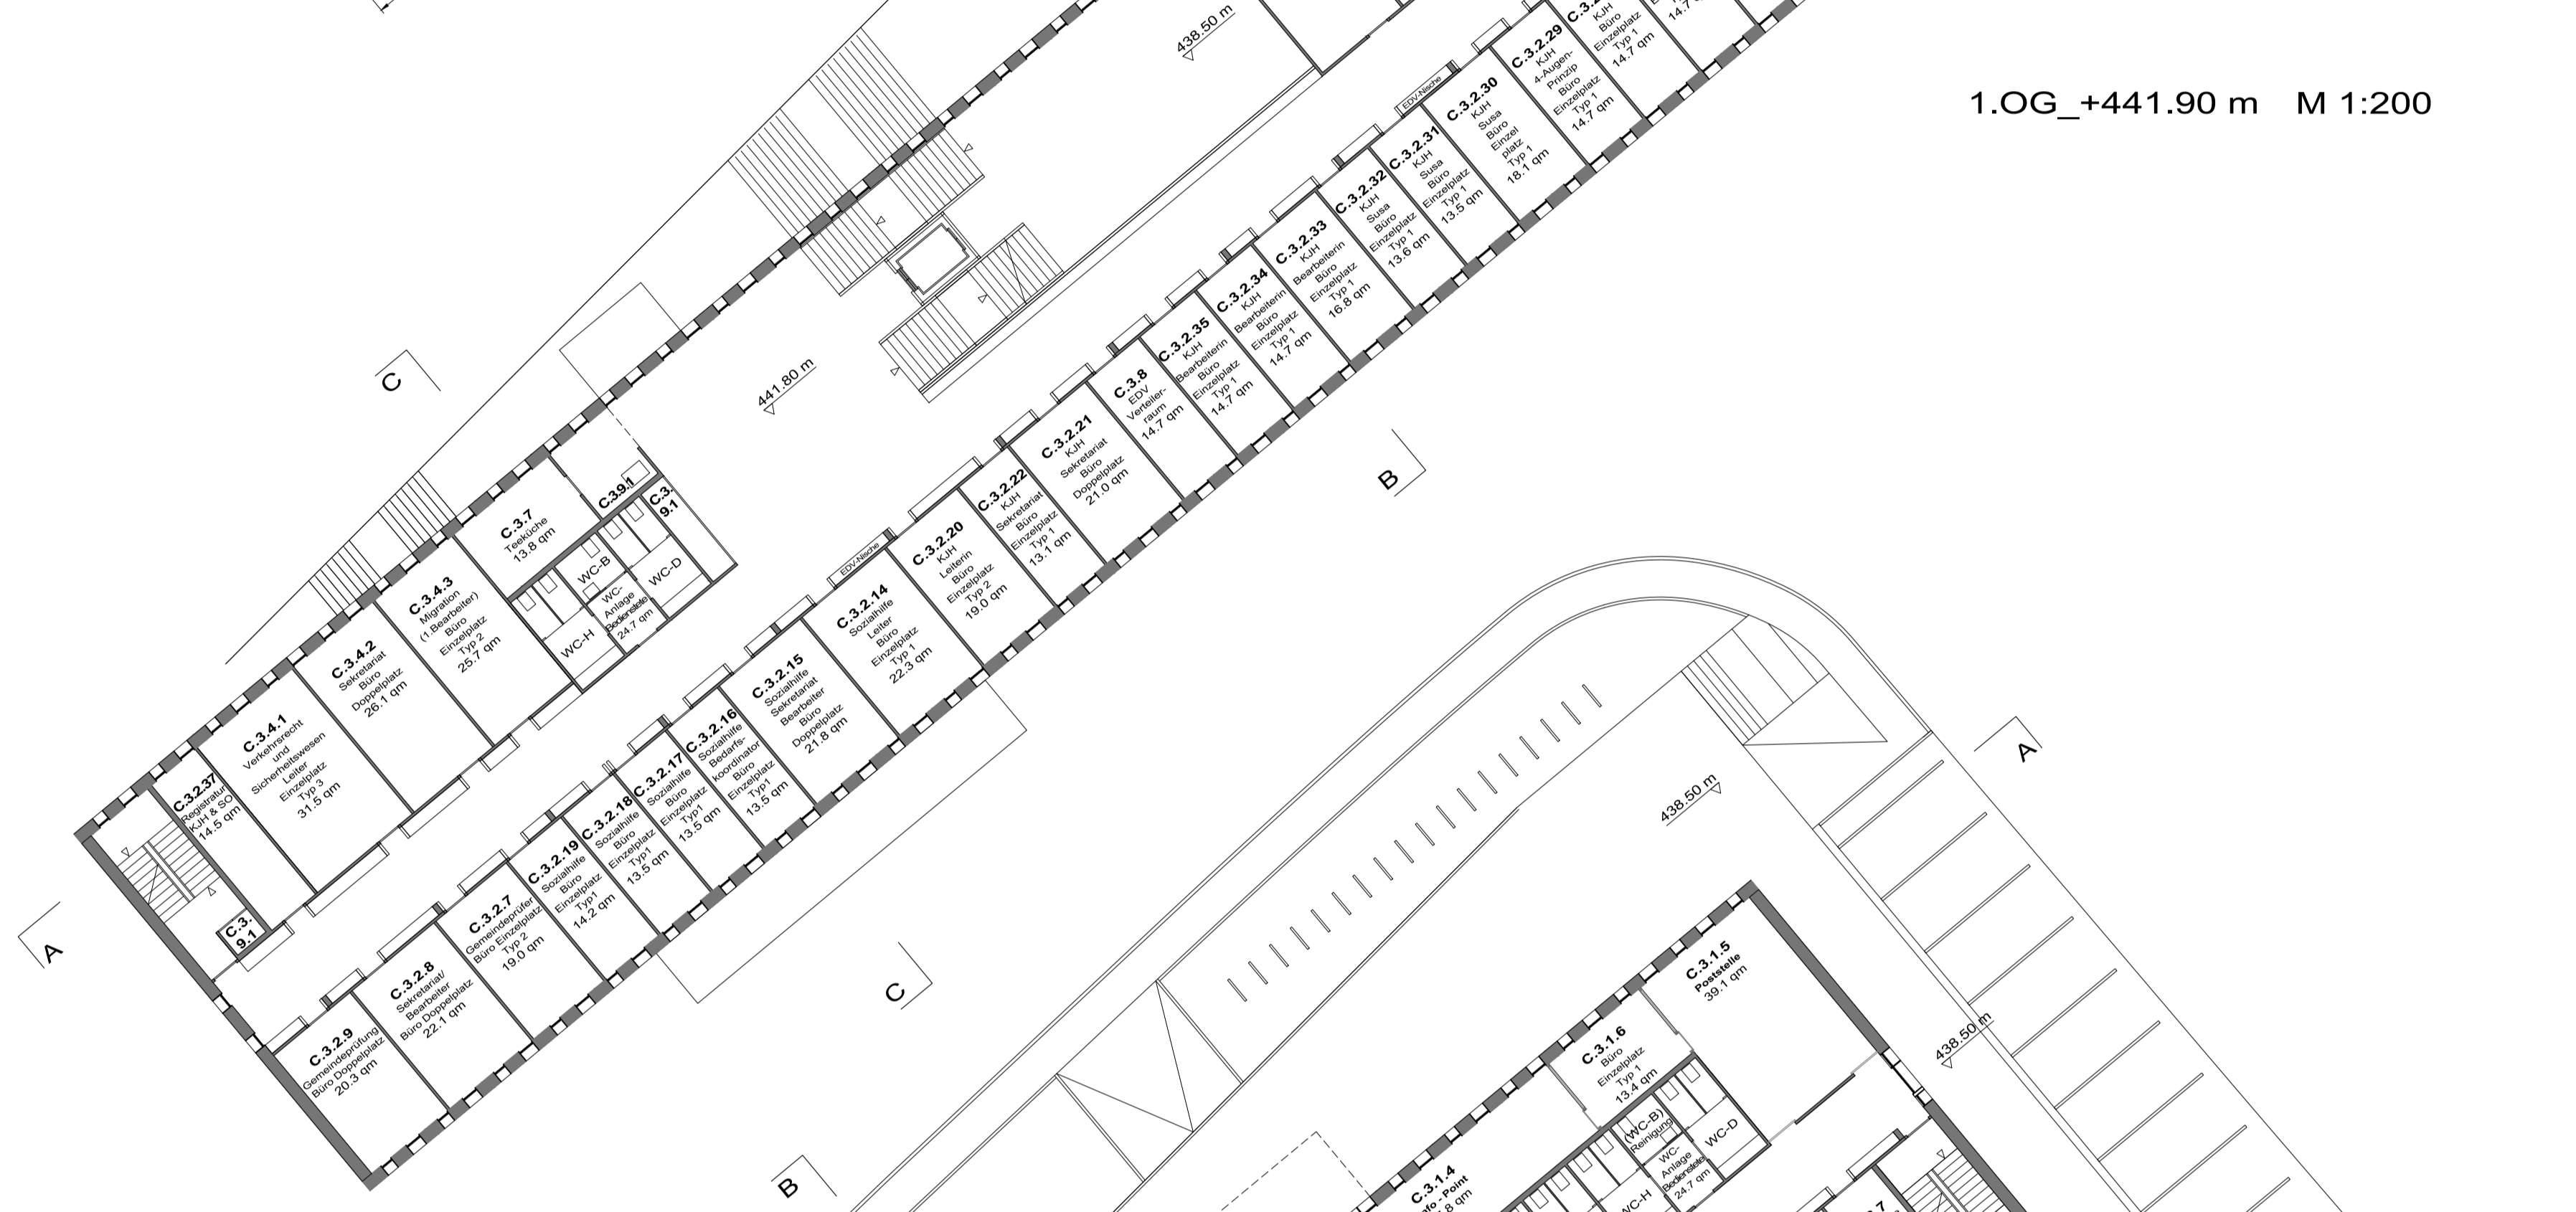 1.OG_+441.90 m M 1:200
438.50 m
441.80 m
438.50 m
438.50 m
C
B
A
A
C
B
C.3.2.29
KJH
4-Augen-
Prinzip
Büro
Einzelplatz
Typ 1
14.7 qm
KJH
Büro
Einzelplatz
Typ 1
14.7 qm
EDV-Nische
C.3.2.30
KJH
Susa
Büro
Einzel
platz
Typ 1
18.1 qm
C.3.2.31
KJH
Susa
Büro
Einzelplatz
Typ 1
13.5 qm
C.3.2.32
KJH
Susa
Büro
Einzelplatz
Typ 1
13.6 qm
C.3.2.33
KJH
Bearbeiterin
Büro
Einzelplatz
Typ 1
16.8 qm
C.3.2.34
KJH
Bearbeiterin
Büro
Einzelplatz
Typ 1
14.7 qm
C.3.2.35
KJH
Bearbeiterin
Büro
Einzelplatz
Typ 1
14.7 qm
C.3.8
EDV
Verteiler-
raum
14.7 qm
C.3.2.21
KJH
Sekretariat
Büro
Doppelplatz
21.0 qm
C.3.2.22
KJH
Sekretariat
Büro
Einzelplatz
Typ 1
13.1 qm
C.3.2.20
KJH
Leiterin
Büro
Einzelplatz
Typ 2
19.0 qm
EDV-Nische
C.3.2.14
Sozialhilfe
Leiter
Büro
Einzelplatz
Typ 1
22.3 qm
C.3.2.15
Sozialhilfe
Sekretariat
Bearbeiter
Büro
Doppelplatz
21.8 qm
C.3.2.16
Sozialhilfe
Bedarfs-
koordinator
Büro
Einzelplatz
Typ1
13.5 qm
C.3.2.17
Sozialhilfe
Büro
Einzelplatz
Typ1
13.5 qm
C.3.2.18
Sozialhilfe
Büro
Einzelplatz
Typ1
13.5 qm
C.3.2.19
Sozialhilfe
Büro
Einzelplatz
Typ1
14.2 qm
C.3.2.7
Gemeindeprüfer
Büro Einzelplatz
Typ 2
19.0 qm
C.3.2.8
Sekretariat/
Bearbeiter
Büro Doppelplatz
22.1 qm
C.3.2.9
Gemeindeprüfung
Büro Doppelplatz
20.3 qm
C.3.9.1
C.3.
9.1
C.3.7
Teeküche
13.8 qm
WC-B
WC-D
WC-
Anlage
Bedienstete
24.7 qm
WC-H
C.3.4.3
Migration
(1.Bearbeiter)
Büro
Einzelplatz
Typ 2
25.7 qm
C.3.4.2
Sekretariat
Büro
Doppelplatz
26.1 qm
C.3.4.1
Verkehrsrecht
und
Sicherheitswesen
Leiter
Einzelplatz
Typ 3
31.5 qm
C.3.2.37
Registratur
KJH & SO
14.5 qm
C.3.
9.1
C.3.1.5
Poststelle
39.1 qm
C.3.1.6
Büro
Einzelplatz
Typ 1
13.4 qm
(WC-B)
Reinigung
WC-D
WC-
Anlage
Bedienstete
24.7 qm
WC-H
C.3.1.4